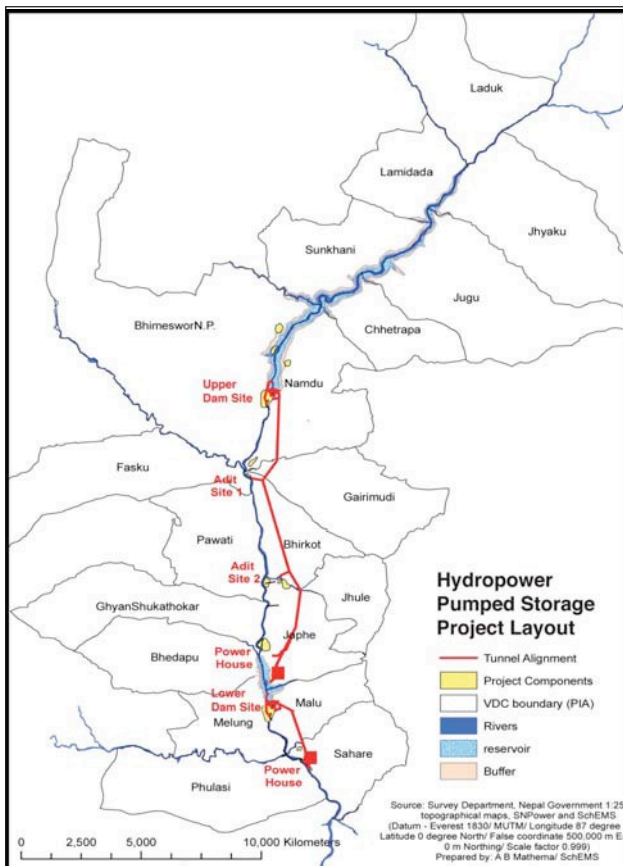 Laduk
Lamidada
Jhyaku
Sunkhani
Jugu
BhimesworN.P.
Chhetrapa
Upper
Dam Site
Namdu
Fasku
Adit
Site 1
Gairimudi
Pawati
Bhirkot
Adit
Site 2
Jhule
GhyanShukathokar
Japhe
Power
House
Bhedapu
Lower
Dam Site
Malu
Melung
Sahare
Power
House
Phulasi
Hydropower
Pumped Storage
Project Layout
Tunnel Alignment
Project Components
VDC boundary (PIA)
Rivers
reservoir
Buffer
Source: Survey Department, Nepal Government 1:25
topographical maps, SNPower and SchEMS
(Datum - Everest 1830/ MUTM/ Longitude 87 degree
Latitude 0 degree North/ False coordinate 500,000 m E
0 m Northing/ Scale factor 0.999)
Prepared by: A B Mathema/ SchEMS
0 2,500 5,000 10,000 Kilometers